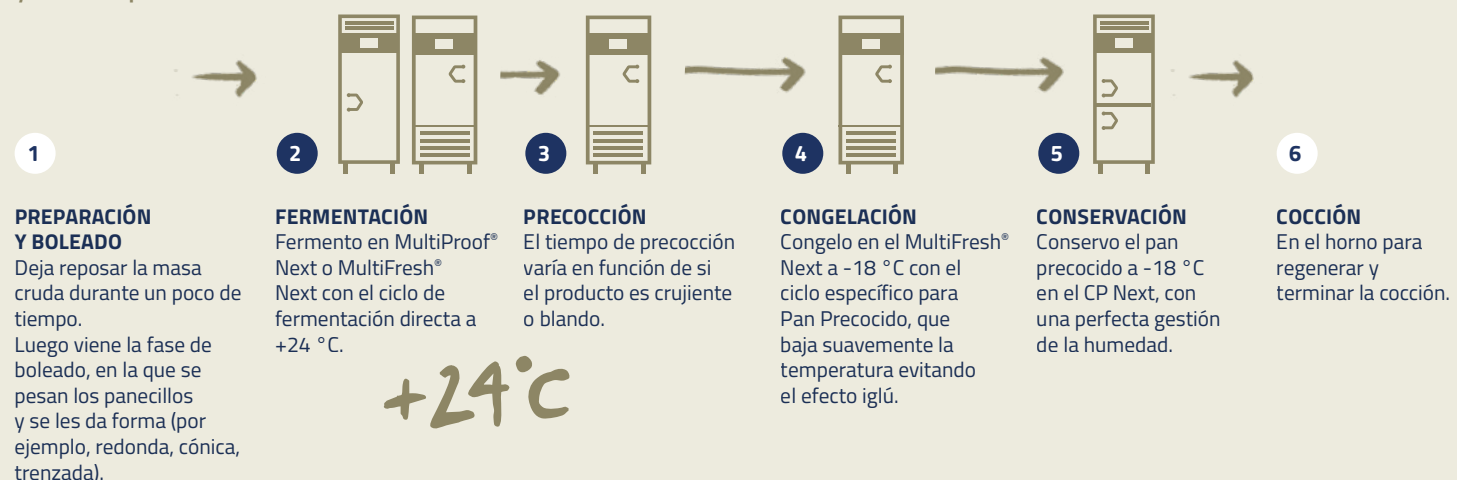 1
PREPARACIÓN
Y BOLEADO
Deja reposar la masa
cruda durante un poco de
tiempo.
Luego viene la fase de
boleado, en la que se
pesan los panecillos
y se les da forma (por
ejemplo, redonda, cónica,
trenzada).
2
FERMENTACIÓN
Fermento en MultiProof®
Next o MultiFresh®
Next con el ciclo de
fermentación directa a
+24 °C.
+24°C
3
PRECOCCIÓN
El tiempo de precocción
varía en función de si
el producto es crujiente
o blando.
4
CONGELACIÓN
Congelo en el MultiFresh®
Next a -18 °C con el
ciclo específico para
Pan Precocido, que
baja suavemente la
temperatura evitando
el efecto iglú.
5
CONSERVACIÓN
Conservo el pan
precocido a -18 °C
en el CP Next, con
una perfecta gestión
de la humedad.
6
COCCIÓN
En el horno para
regenerar y
terminar la cocción.